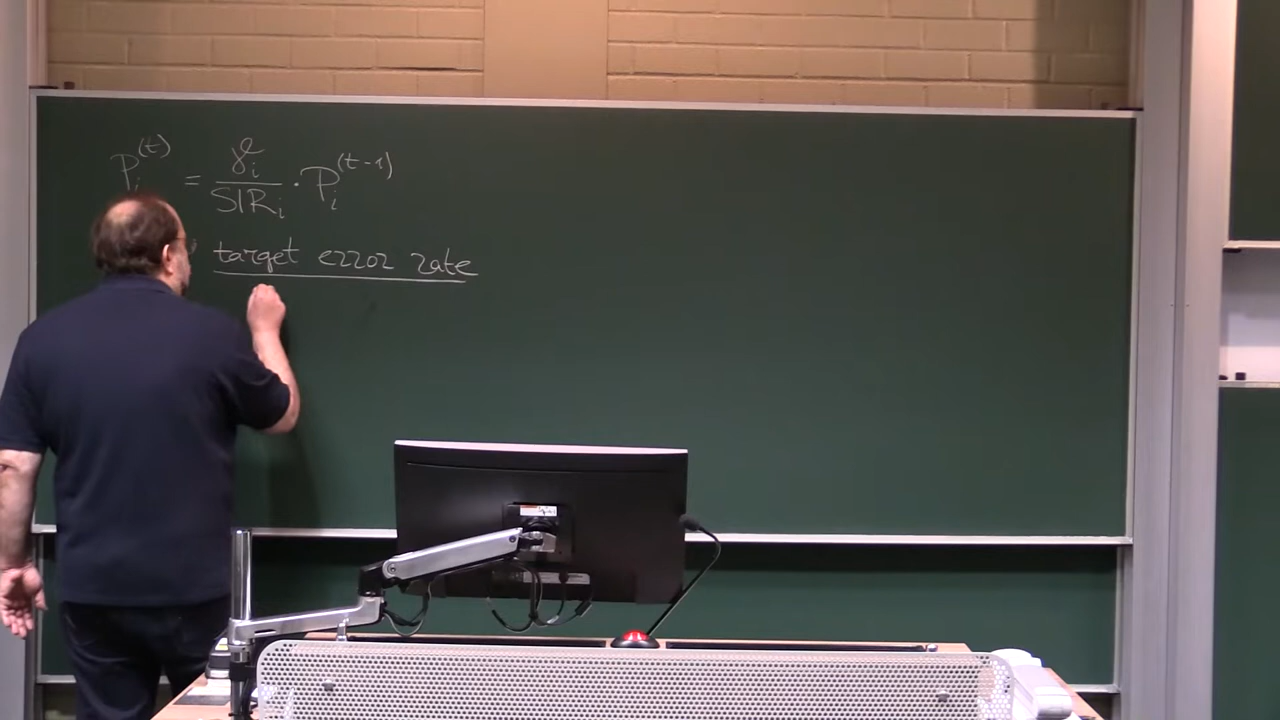 P_i^(t) = γ_i / SIR_i · P_i^(t-1)
target error rate